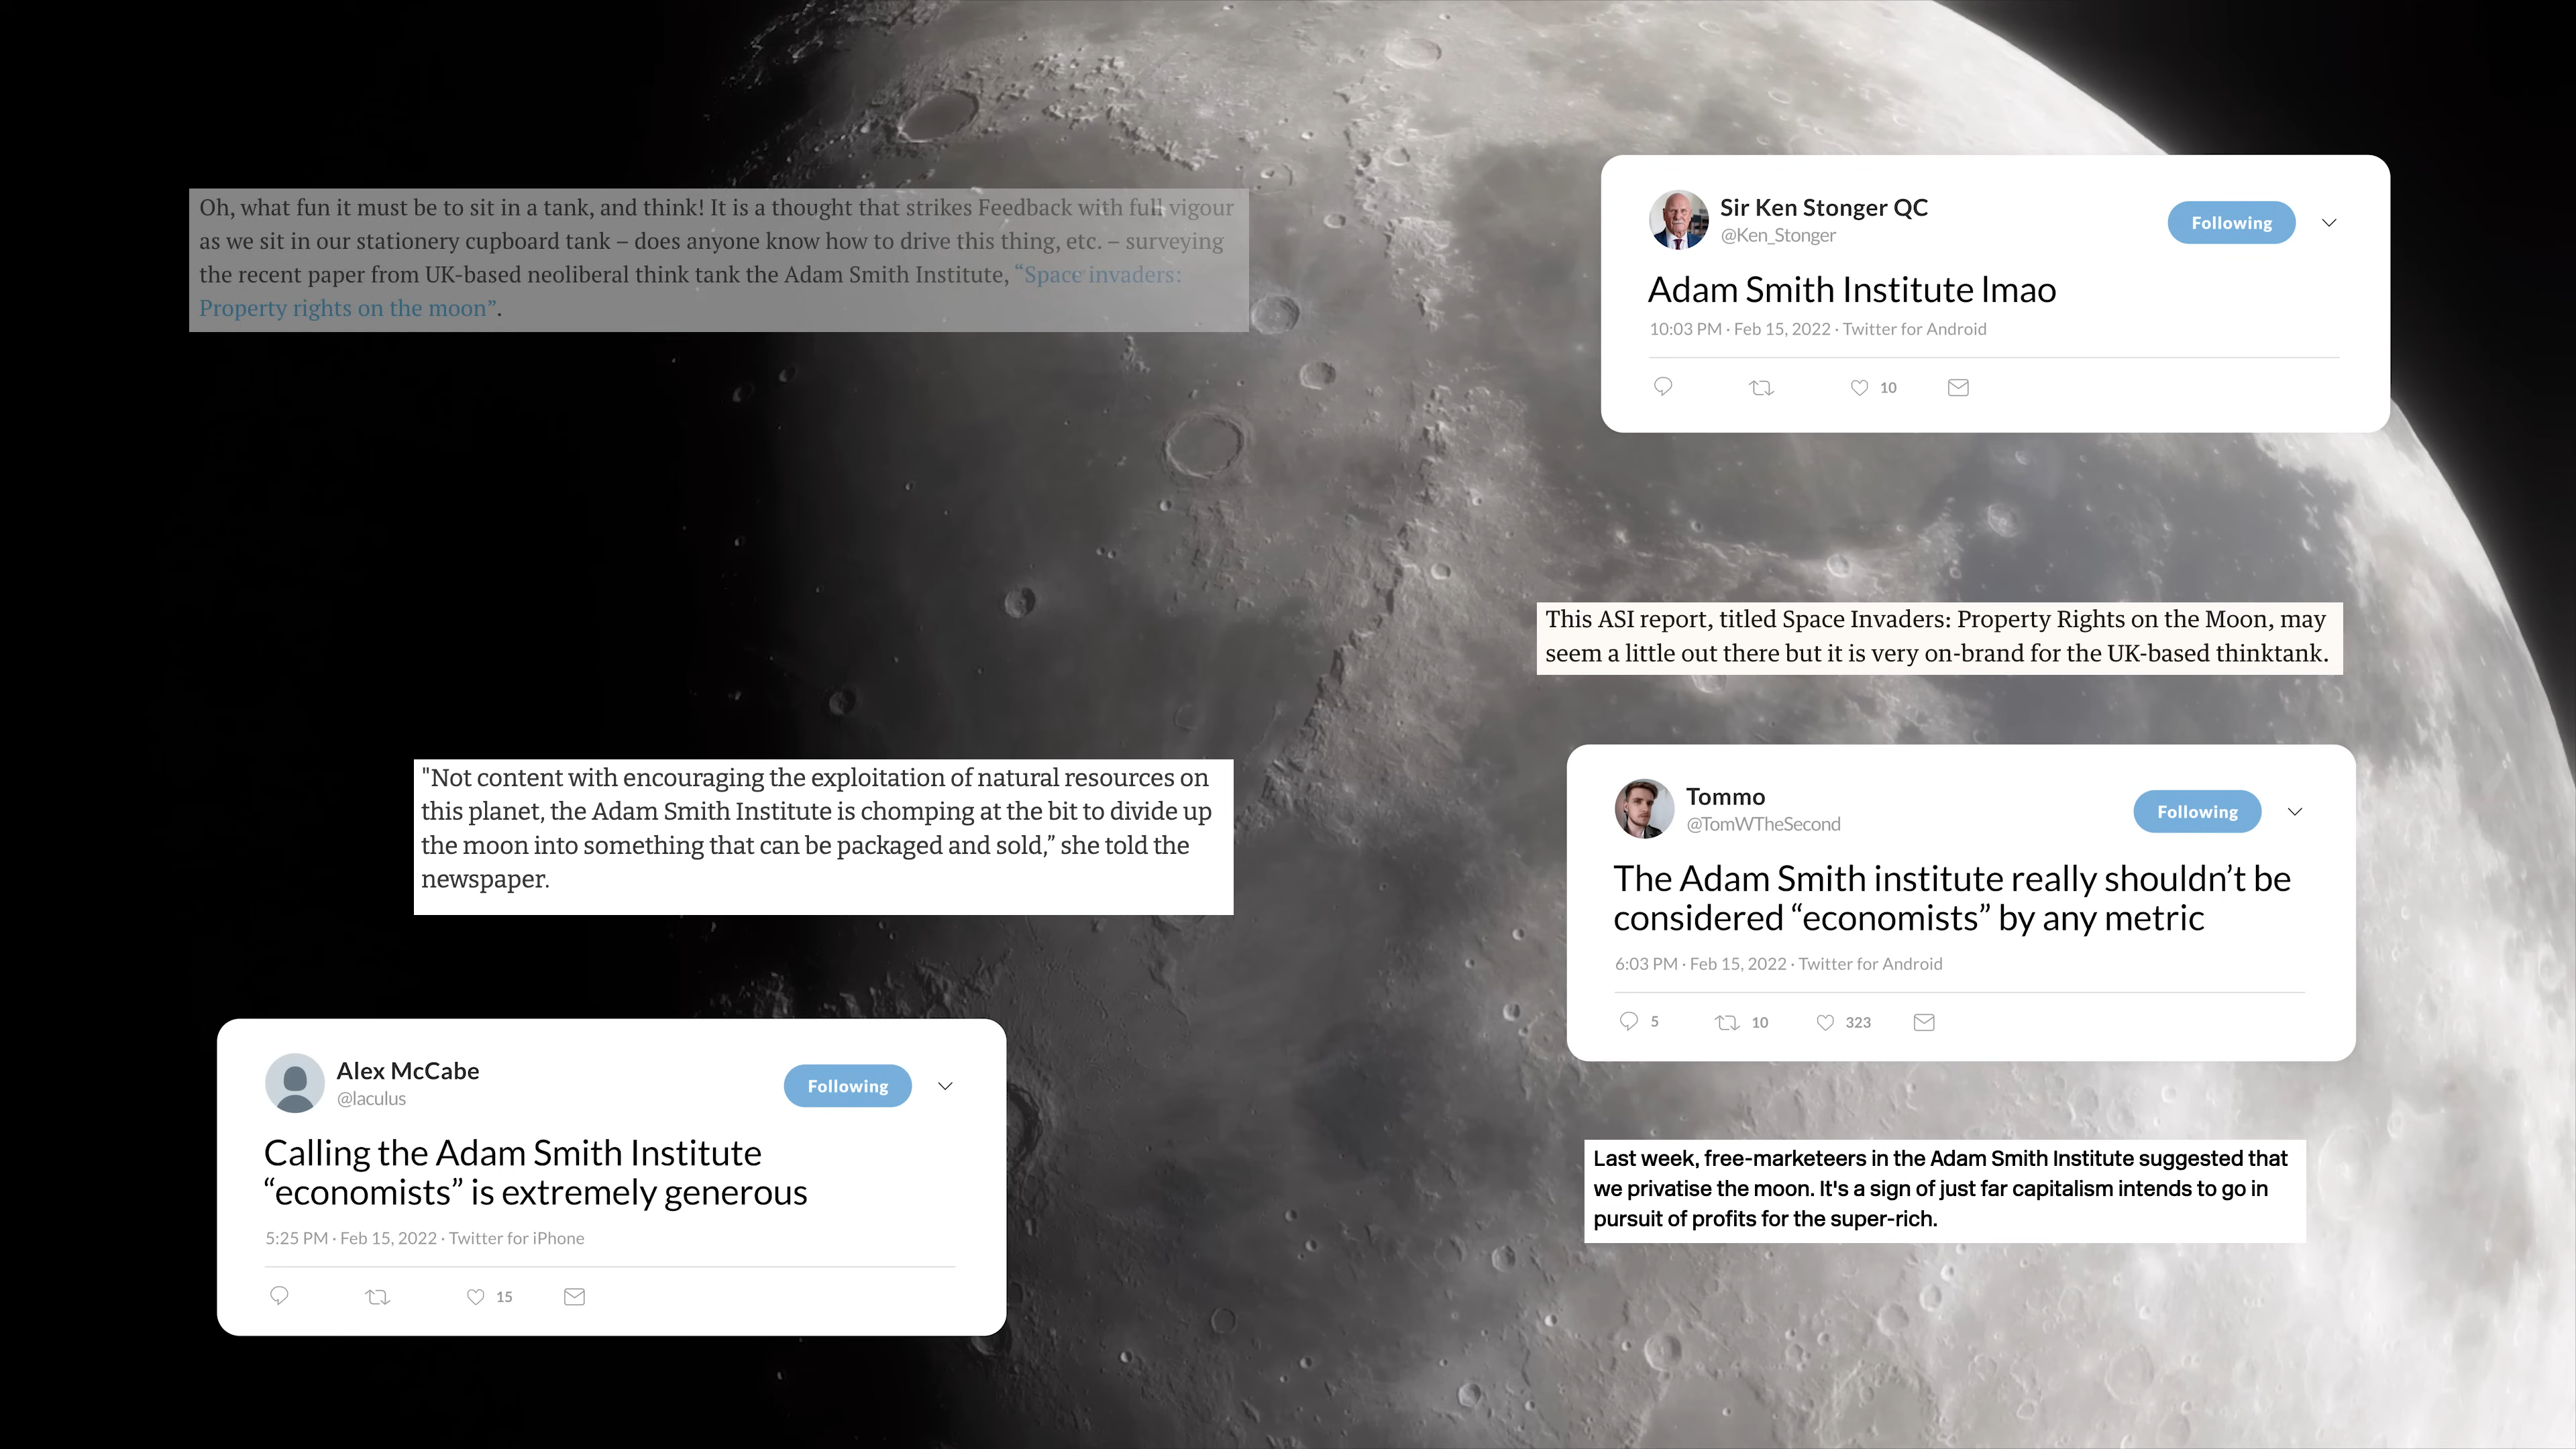 Oh, what fun it must be to sit in a tank, and think! It is a thought that strikes Feedback with full vigour
as we sit in our stationery cupboard tank – does anyone know how to drive this thing, etc. – surveying
the recent paper from UK-based neoliberal think tank the Adam Smith Institute, “Space invaders:
Property rights on the moon”.
Sir Ken Stonger QC
@Ken_Stonger
Following
Adam Smith Institute lmao
10:03 PM · Feb 15, 2022 · Twitter for Android
10
This ASI report, titled Space Invaders: Property Rights on the Moon, may
seem a little out there but it is very on-brand for the UK-based thinktank.
"Not content with encouraging the exploitation of natural resources on
this planet, the Adam Smith Institute is chomping at the bit to divide up
the moon into something that can be packaged and sold,” she told the
newspaper.
Tommo
@TomWTheSecond
Following
The Adam Smith institute really shouldn’t be
considered “economists” by any metric
6:03 PM · Feb 15, 2022 · Twitter for Android
5 10 323
Alex McCabe
@laculus
Following
Calling the Adam Smith Institute
“economists” is extremely generous
5:25 PM · Feb 15, 2022 · Twitter for iPhone
15
Last week, free-marketeers in the Adam Smith Institute suggested that
we privatise the moon. It's a sign of just far capitalism intends to go in
pursuit of profits for the super-rich.